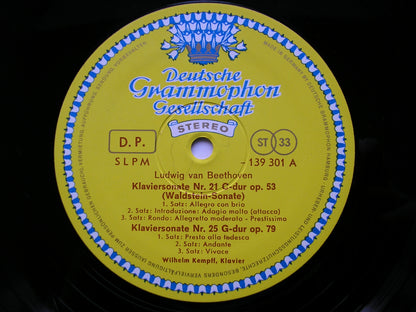 Deutsche
Grammophon
Gesellschaft
STEREO
D. P.
ST 33
SLPM
139 301 A
Ludwig van Beethoven
Klaviersonate Nr. 21 C-dur op. 53
(Waldstein-Sonate)
1. Satz: Allegro con brio
2. Satz: Introduzione: Adagio molto (attacca)
3. Satz: Rondo: Allegretto moderato - Prestissimo
Klaviersonate Nr. 25 G-dur op. 79
1. Satz: Presto alla tedesca
2. Satz: Andante
3. Satz: Vivace
Wilhelm Kempff, Klavier